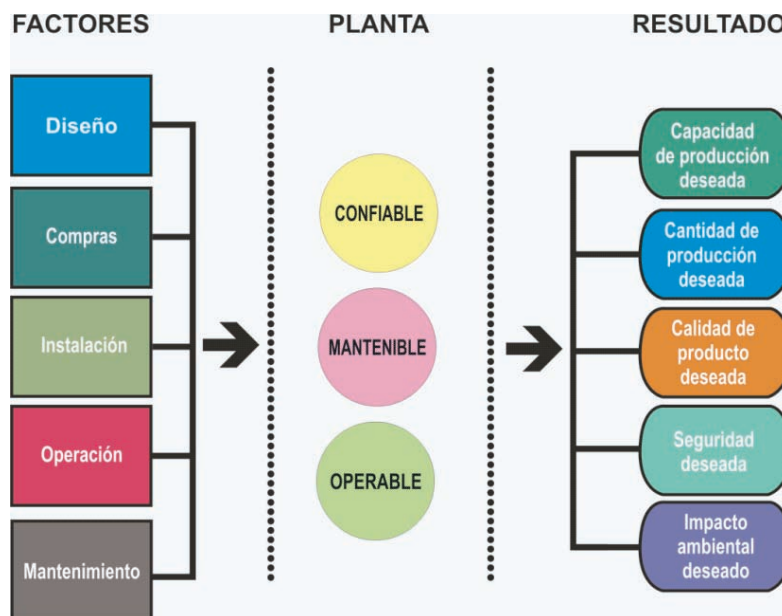 FACTORES
PLANTA
RESULTADO
Diseño
Compras
Instalación
Operación
Mantenimiento
CONFIABLE
MANTENIBLE
OPERABLE
Capacidad
de producción
deseada
Cantidad de
producción
deseada
Calidad de
producto
deseada
Seguridad
deseada
Impacto
ambiental
deseado